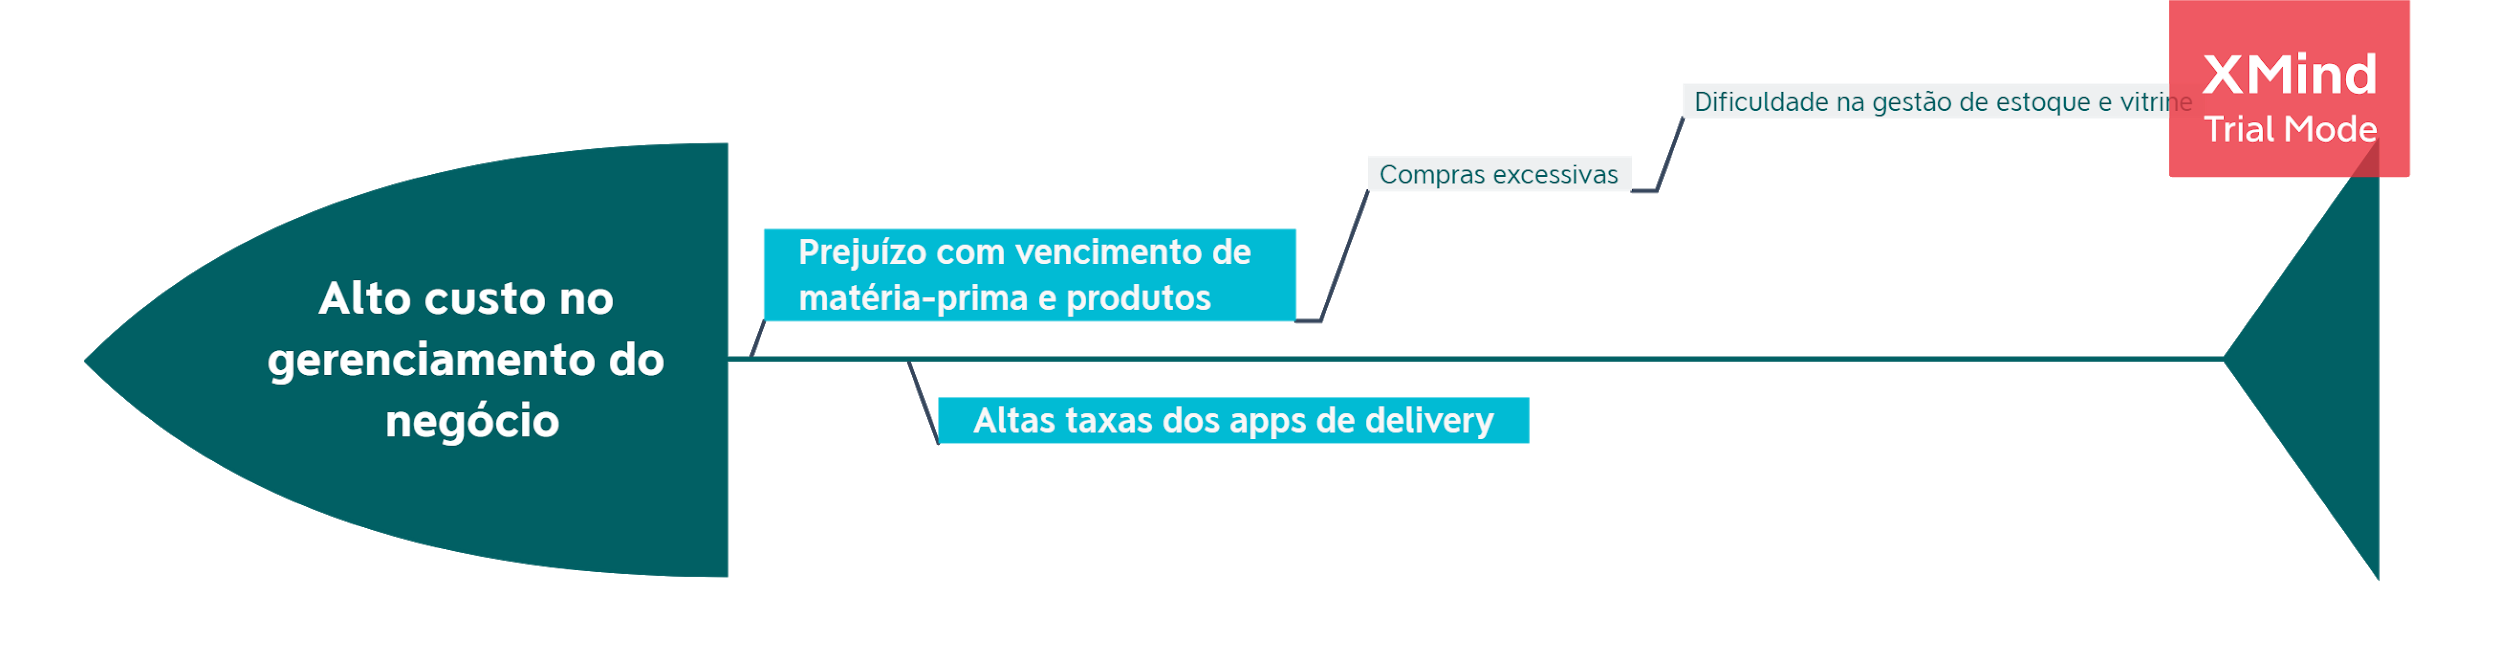 XMind
Trial Mode
Dificuldade na gestão de estoque e vitrine
Compras excessivas
Prejuízo com vencimento de
matéria-prima e produtos
Alto custo no
gerenciamento do
negócio
Altas taxas dos apps de delivery